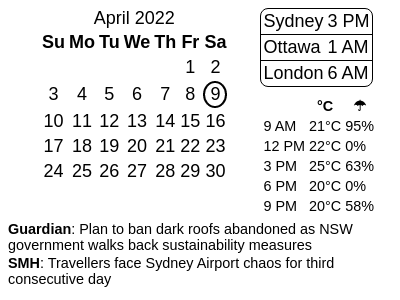 April 2022
Su Mo Tu We Th Fr Sa
1 2
3 4 5 6 7 8 9
10 11 12 13 14 15 16
17 18 19 20 21 22 23
24 25 26 27 28 29 30
Sydney 3 PM
Ottawa 1 AM
London 6 AM
°C ☂
9 AM 21°C 95%
12 PM 22°C 0%
3 PM 25°C 63%
6 PM 20°C 0%
9 PM 20°C 58%
Guardian: Plan to ban dark roofs abandoned as NSW
government walks back sustainability measures
SMH: Travellers face Sydney Airport chaos for third
consecutive day